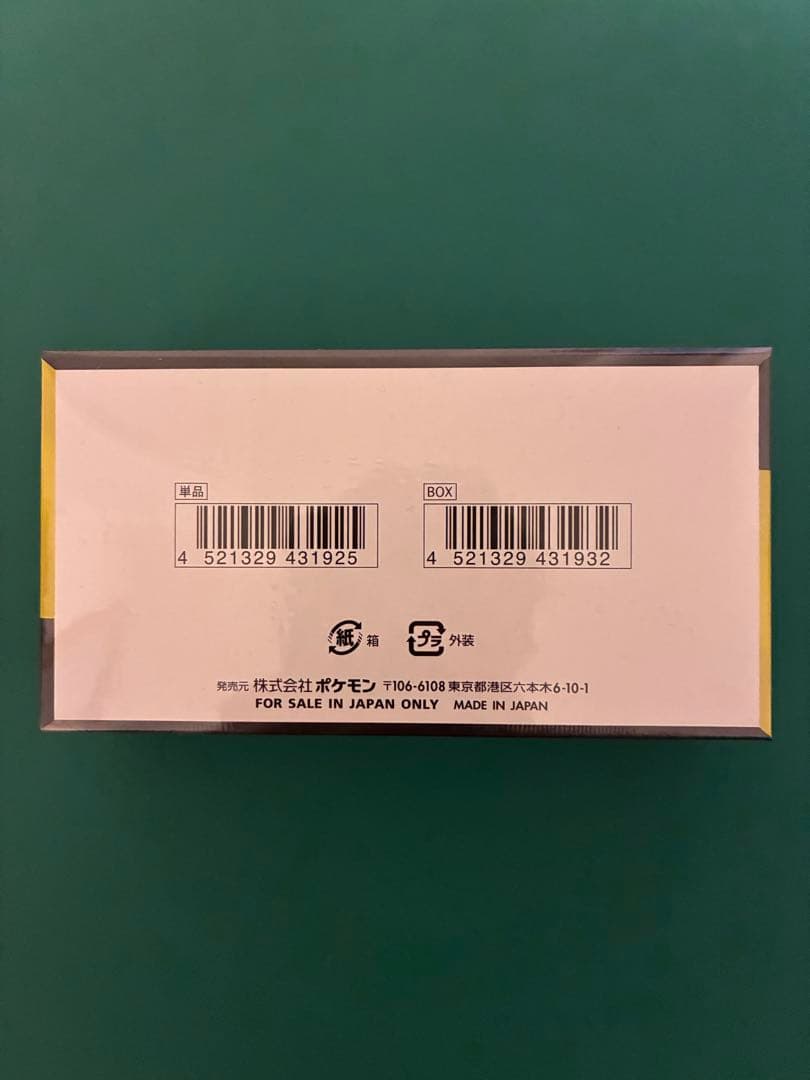 単品
BOX
4 521329 431925
4 521329 431932
紙 箱
プラ 外装
発売元 株式会社ポケモン 〒106-6108 東京都港区六本木6-10-1
FOR SALE IN JAPAN ONLY MADE IN JAPAN